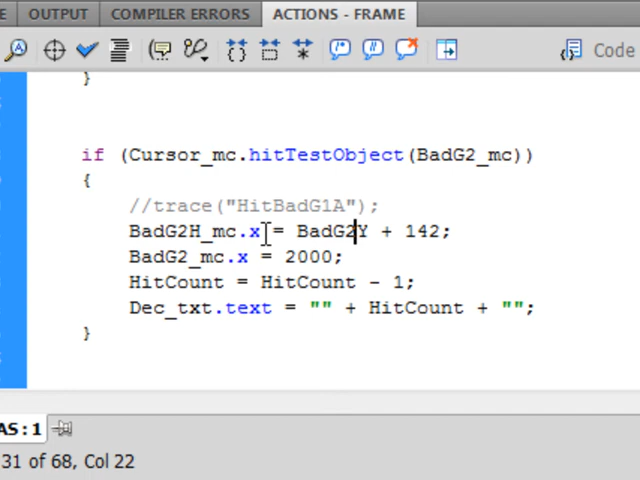 OUTPUT COMPILER ERRORS ACTIONS - FRAME
Code
}
if (Cursor_mc.hitTestObject(BadG2_mc))
{
//trace("HitBadG1A");
BadG2H_mc.x = BadG2Y + 142;
BadG2_mc.x = 2000;
HitCount = HitCount - 1;
Dec_txt.text = "" + HitCount + "";
}
AS:1
31 of 68, Col 22